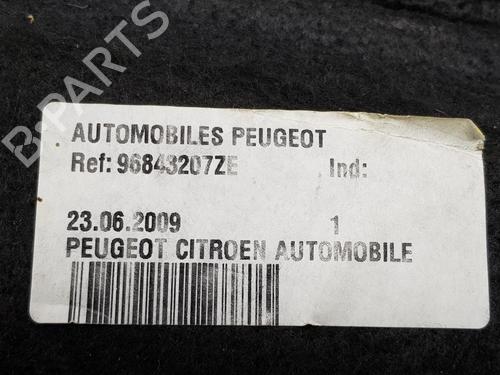 B-PARTS
AUTOMOBILES PEUGEOT
Ref: 96843207ZE Ind:
23.06.2009 1
PEUGEOT CITROEN AUTOMOBILE